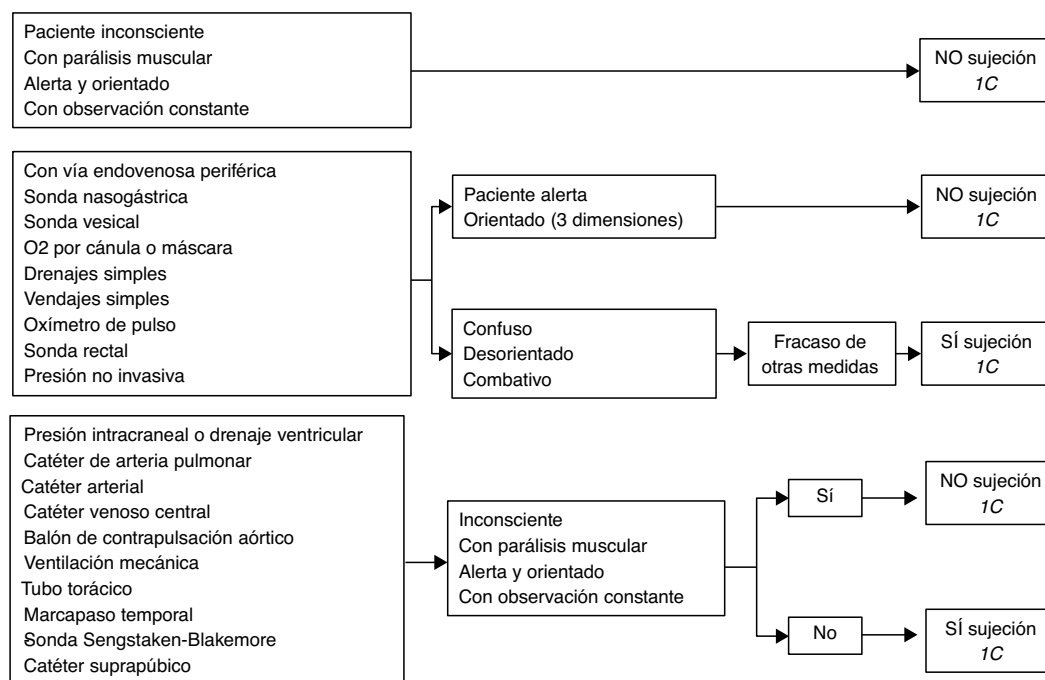 Paciente inconsciente
Con parálisis muscular
Alerta y orientado
Con observación constante
NO sujeción
1C
Con vía endovenosa periférica
Sonda nasogástrica
Sonda vesical
O2 por cánula o máscara
Drenajes simples
Vendajes simples
Oxímetro de pulso
Sonda rectal
Presión no invasiva
Paciente alerta
Orientado (3 dimensiones)
NO sujeción
1C
Confuso
Desorientado
Combativo
Fracaso de
otras medidas
SÍ sujeción
1C
Presión intracraneal o drenaje ventricular
Catéter de arteria pulmonar
Catéter arterial
Catéter venoso central
Balón de contrapulsación aórtico
Ventilación mecánica
Tubo torácico
Marcapaso temporal
Sonda Sengstaken-Blakemore
Catéter suprapúbico
Inconsciente
Con parálisis muscular
Alerta y orientado
Con observación constante
Sí
NO sujeción
1C
No
SÍ sujeción
1C